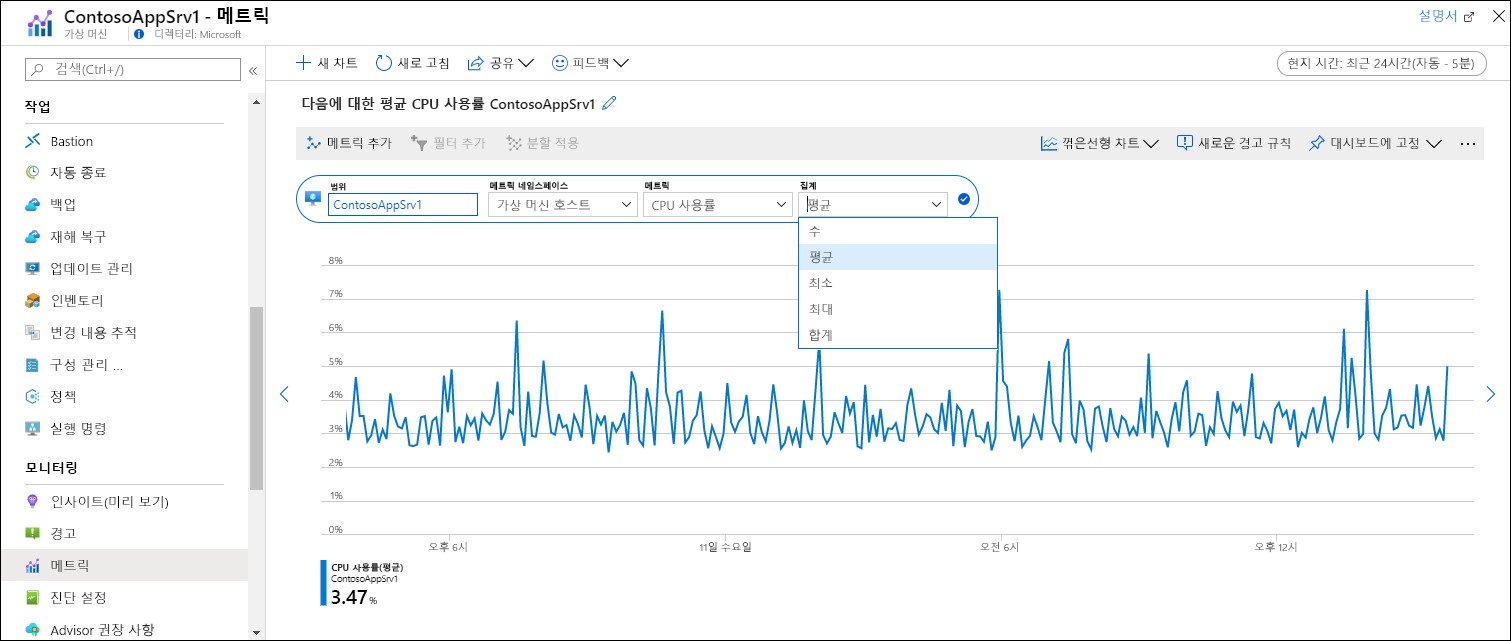 ContosoAppSrv1 - 메트릭
가상 머신
디렉터리: Microsoft
설명서
검색(Ctrl+/)
작업
Bastion
자동 종료
백업
재해 복구
업데이트 관리
인벤토리
변경 내용 추적
구성 관리 ...
정책
실행 명령
모니터링
인사이트(미리 보기)
경고
메트릭
진단 설정
Advisor 권장 사항
새 차트
새로 고침
공유
피드백
현지 시간: 최근 24시간(자동 - 5분)
다음에 대한 평균 CPU 사용률 ContosoAppSrv1
메트릭 추가
필터 추가
분할 적용
꺾은선형 차트
새로운 경고 규칙
대시보드에 고정
범위
ContosoAppSrv1
메트릭 네임스페이스
가상 머신 호스트
메트릭
CPU 사용률
집계
평균
수
평균
최소
최대
합계
8%
7%
6%
5%
4%
3%
2%
1%
0%
오후 6시
11일 수요일
오전 6시
오후 12시
CPU 사용률(평균)
ContosoAppSrv1
3.47 %